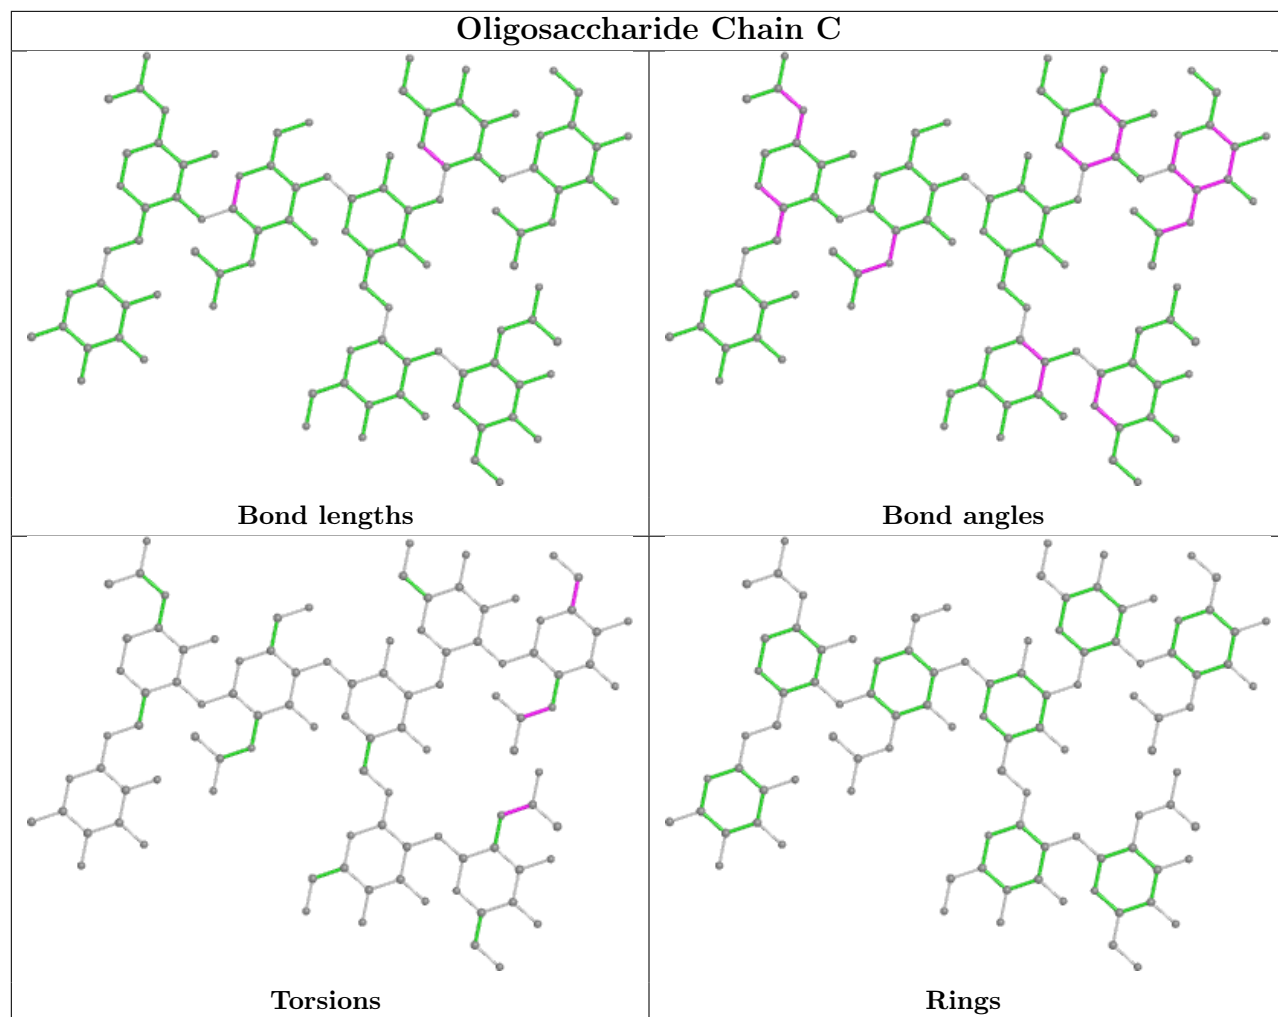 Oligosaccharide Chain C
Bond lengths
Bond angles
Torsions
Rings